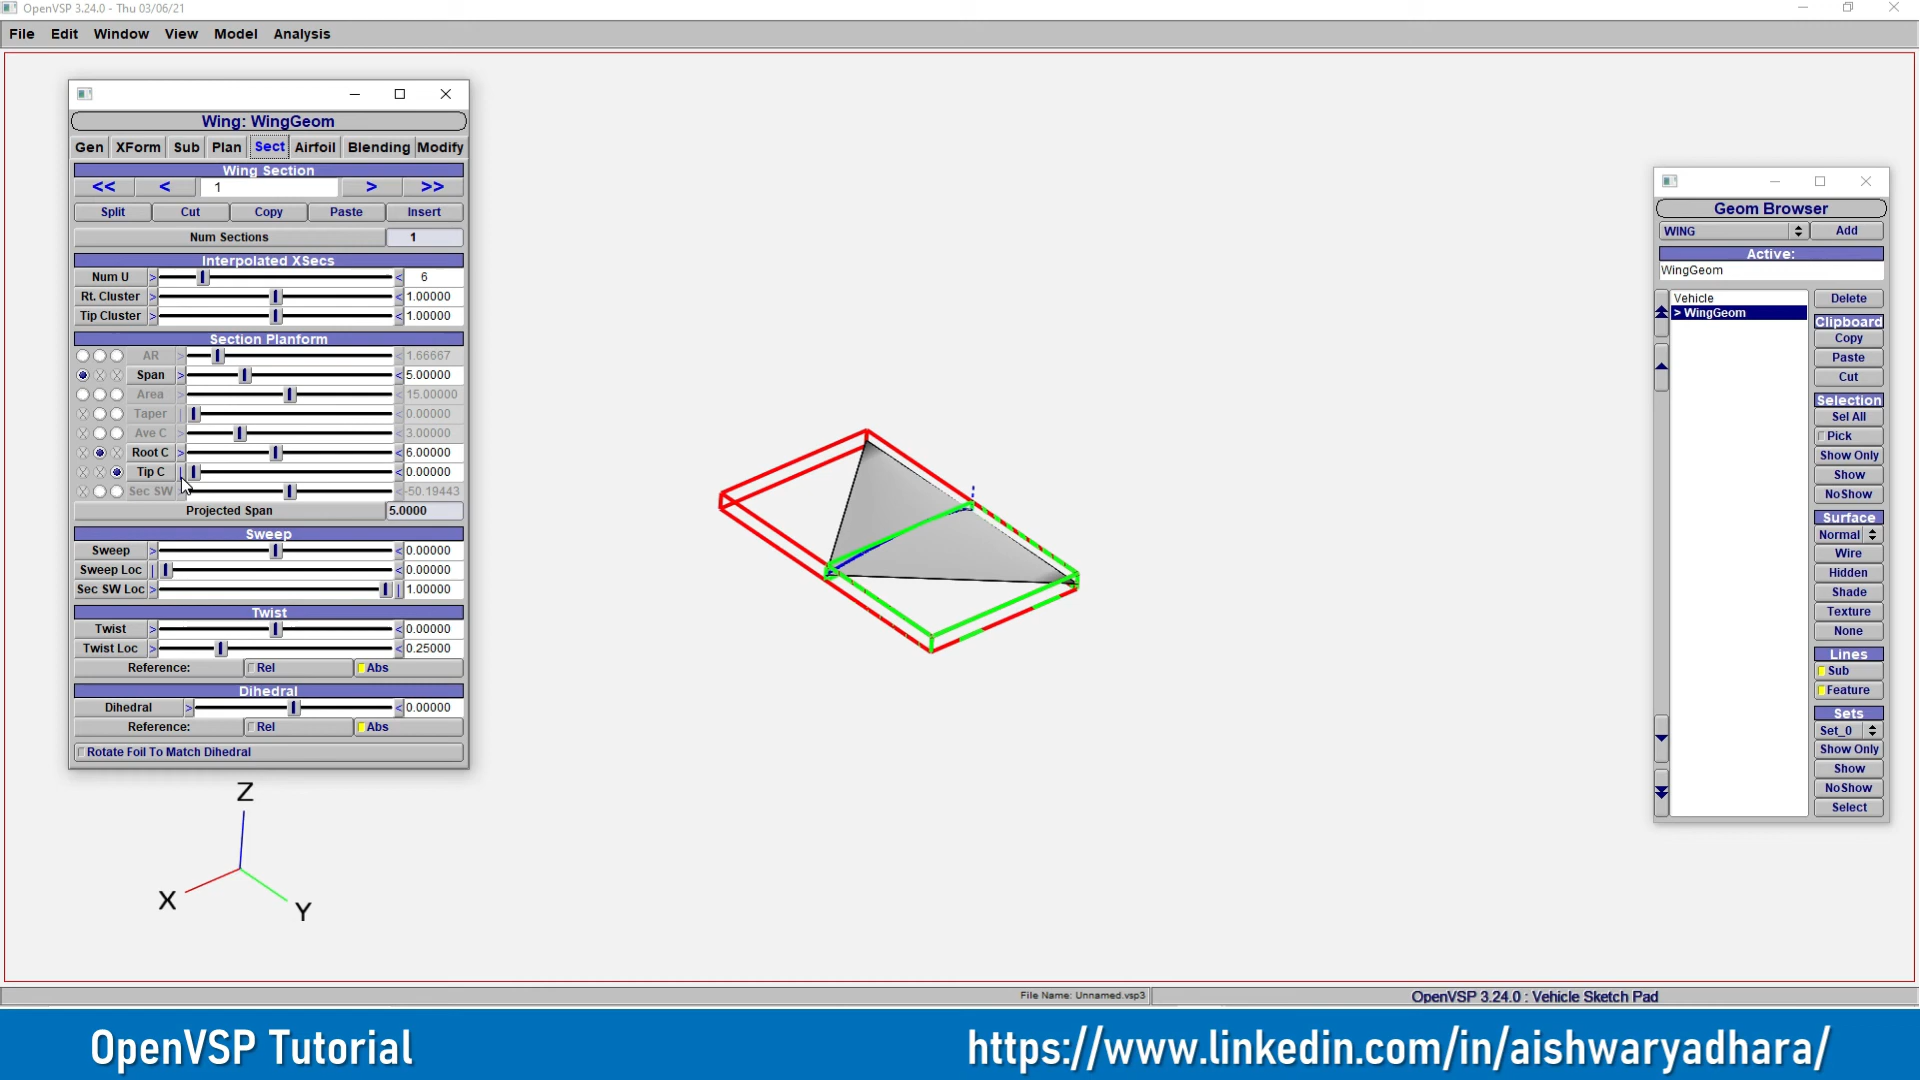 OpenVSP 3.24.0 - Thu 03/06/21
File Edit Window View Model Analysis
Wing: WingGeom
Gen XForm Sub Plan Sect Airfoil Blending Modify
Wing Section
<< < 1 > >>
Split Cut Copy Paste Insert
Num Sections 1
Interpolated XSecs
Num U > < 6
Rt. Cluster > < 1.00000
Tip Cluster > < 1.00000
Section Planform
AR > < 1.66667
Span > < 5.00000
Area > < 15.00000
Taper | < 0.00000
Ave C > < 3.00000
Root C > < 6.00000
Tip C | < 0.00000
Sec SW < -50.19443
Projected Span 5.0000
Sweep
Sweep > < 0.00000
Sweep Loc | < 0.00000
Sec SW Loc > | 1.00000
Twist
Twist > < 0.00000
Twist Loc > < 0.25000
Reference: Rel Abs
Dihedral
Dihedral > < 0.00000
Reference: Rel Abs
Rotate Foil To Match Dihedral
Z
X
Y
Geom Browser
WING Add
Active:
WingGeom
Vehicle
> WingGeom
Delete
Clipboard
Copy
Paste
Cut
Selection
Sel All
Pick
Show Only
Show
NoShow
Surface
Normal
Wire
Hidden
Shade
Texture
None
Lines
Sub
Feature
Sets
Set_0
Show Only
Show
NoShow
Select
File Name: Unnamed.vsp3
OpenVSP 3.24.0 : Vehicle Sketch Pad
OpenVSP Tutorial
https://www.linkedin.com/in/aishwaryadhara/